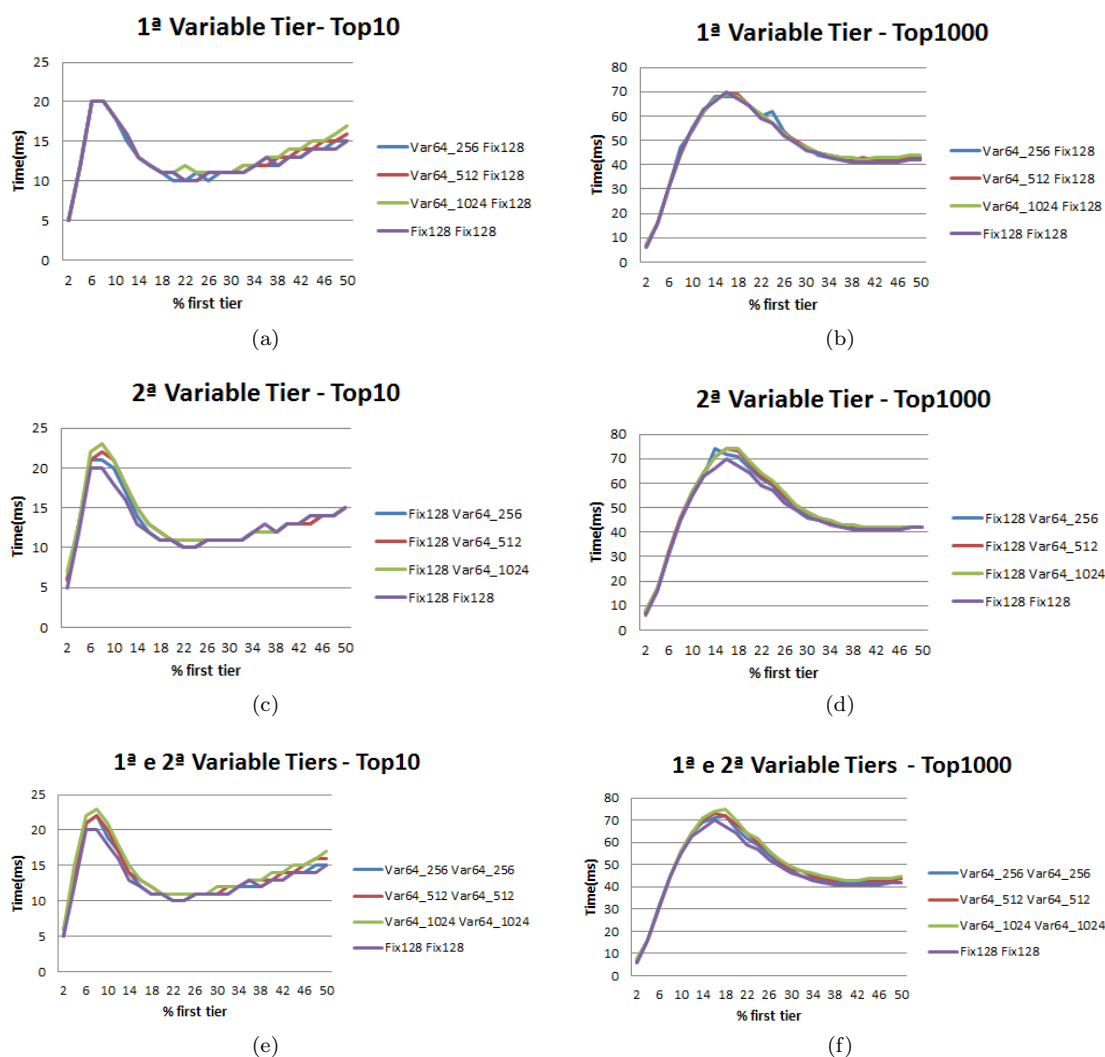 1ª Variable Tier- Top10
25
20
15
10
5
0
Time(ms)
2 6 10 14 18 22 26 30 34 38 42 46 50
% first tier
Var64_256 Fix128
Var64_512 Fix128
Var64_1024 Fix128
Fix128 Fix128
(a)
1ª Variable Tier - Top1000
80
70
60
50
40
30
20
10
0
Time(ms)
2 6 10 14 18 22 26 30 34 38 42 46 50
% first tier
Var64_256 Fix128
Var64_512 Fix128
Var64_1024 Fix128
Fix128 Fix128
(b)
2ª Variable Tier - Top10
25
20
15
10
5
0
Time(ms)
2 6 10 14 18 22 26 30 34 38 42 46 50
% first tier
Fix128 Var64_256
Fix128 Var64_512
Fix128 Var64_1024
Fix128 Fix128
(c)
2ª Variable Tier - Top1000
80
70
60
50
40
30
20
10
0
Time(ms)
2 6 10 14 18 22 26 30 34 38 42 46 50
% first tier
Fix128 Var64_256
Fix128 Var64_512
Fix128 Var64_1024
Fix128 Fix128
(d)
1ª e 2ª Variable Tiers - Top10
25
20
15
10
5
0
Time(ms)
2 6 10 14 18 22 26 30 34 38 42 46 50
% first tier
Var64_256 Var64_256
Var64_512 Var64_512
Var64_1024 Var64_1024
Fix128 Fix128
(e)
1ª e 2ª Variable Tiers - Top1000
80
70
60
50
40
30
20
10
0
Time(ms)
2 6 10 14 18 22 26 30 34 38 42 46 50
% first tier
Var64_256 Var64_256
Var64_512 Var64_512
Var64_1024 Var64_1024
Fix128 Fix128
(f)